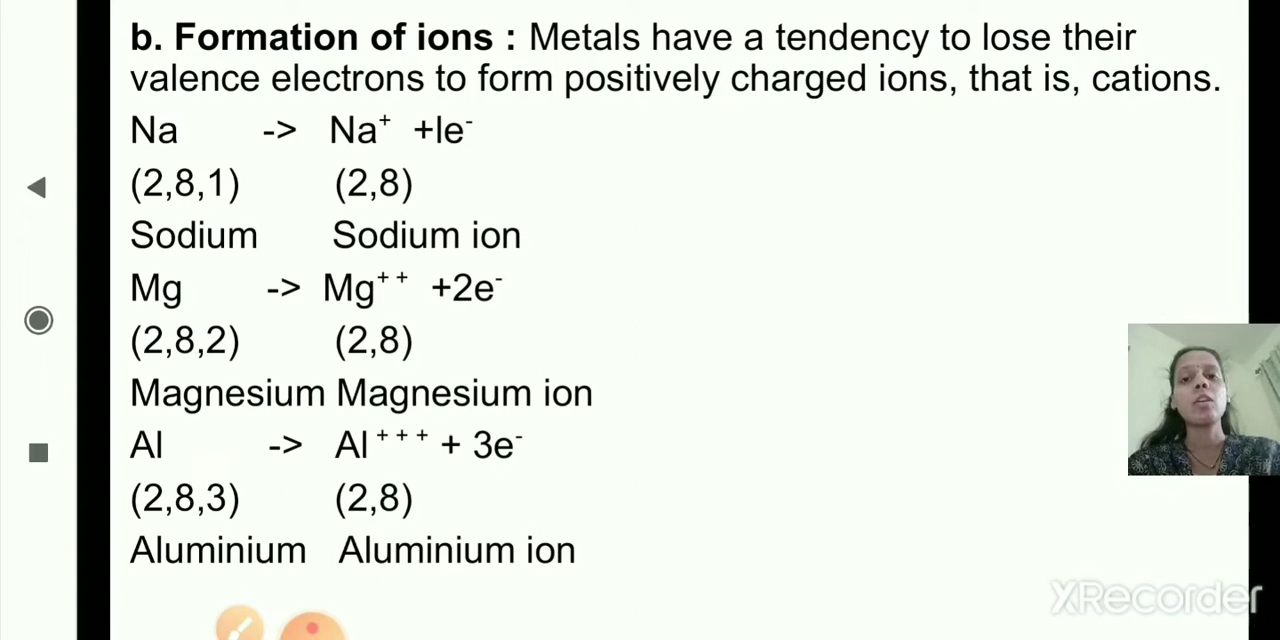 b. Formation of ions : Metals have a tendency to lose their
valence electrons to form positively charged ions, that is, cations.
Na -> Na⁺ +le⁻
(2,8,1) (2,8)
Sodium Sodium ion
Mg -> Mg⁺⁺ +2e⁻
(2,8,2) (2,8)
Magnesium Magnesium ion
Al -> Al⁺⁺⁺ + 3e⁻
(2,8,3) (2,8)
Aluminium Aluminium ion
XRecorder